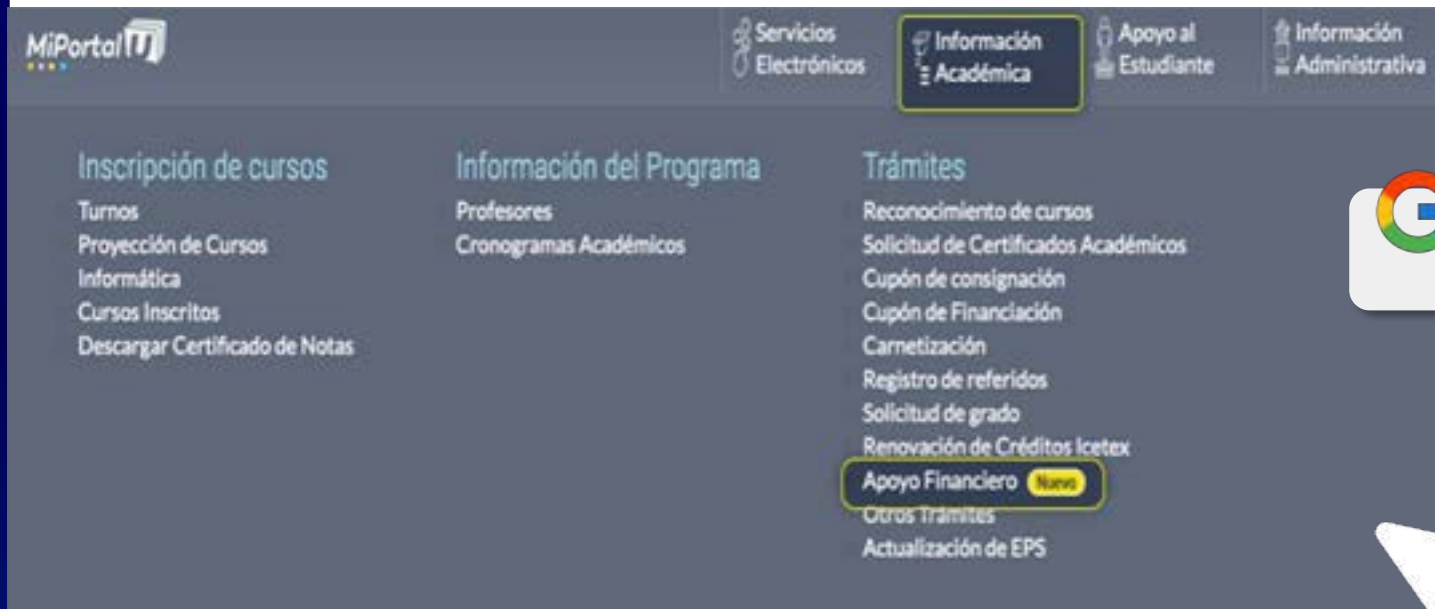 MiPortal U
Servicios
Electrónicos
Información
Académica
Apoyo al
Estudiante
Información
Administrativa
Inscripción de cursos
Turnos
Proyección de Cursos
Informática
Cursos Inscritos
Descargar Certificado de Notas
Información del Programa
Profesores
Cronogramas Académicos
Trámites
Reconocimiento de cursos
Solicitud de Certificados Académicos
Cupón de consignación
Cupón de Financiación
Carnetización
Registro de referidos
Solicitud de grado
Renovación de Créditos Icetex
Apoyo Financiero Nuevo
Otros Trámites
Actualización de EPS